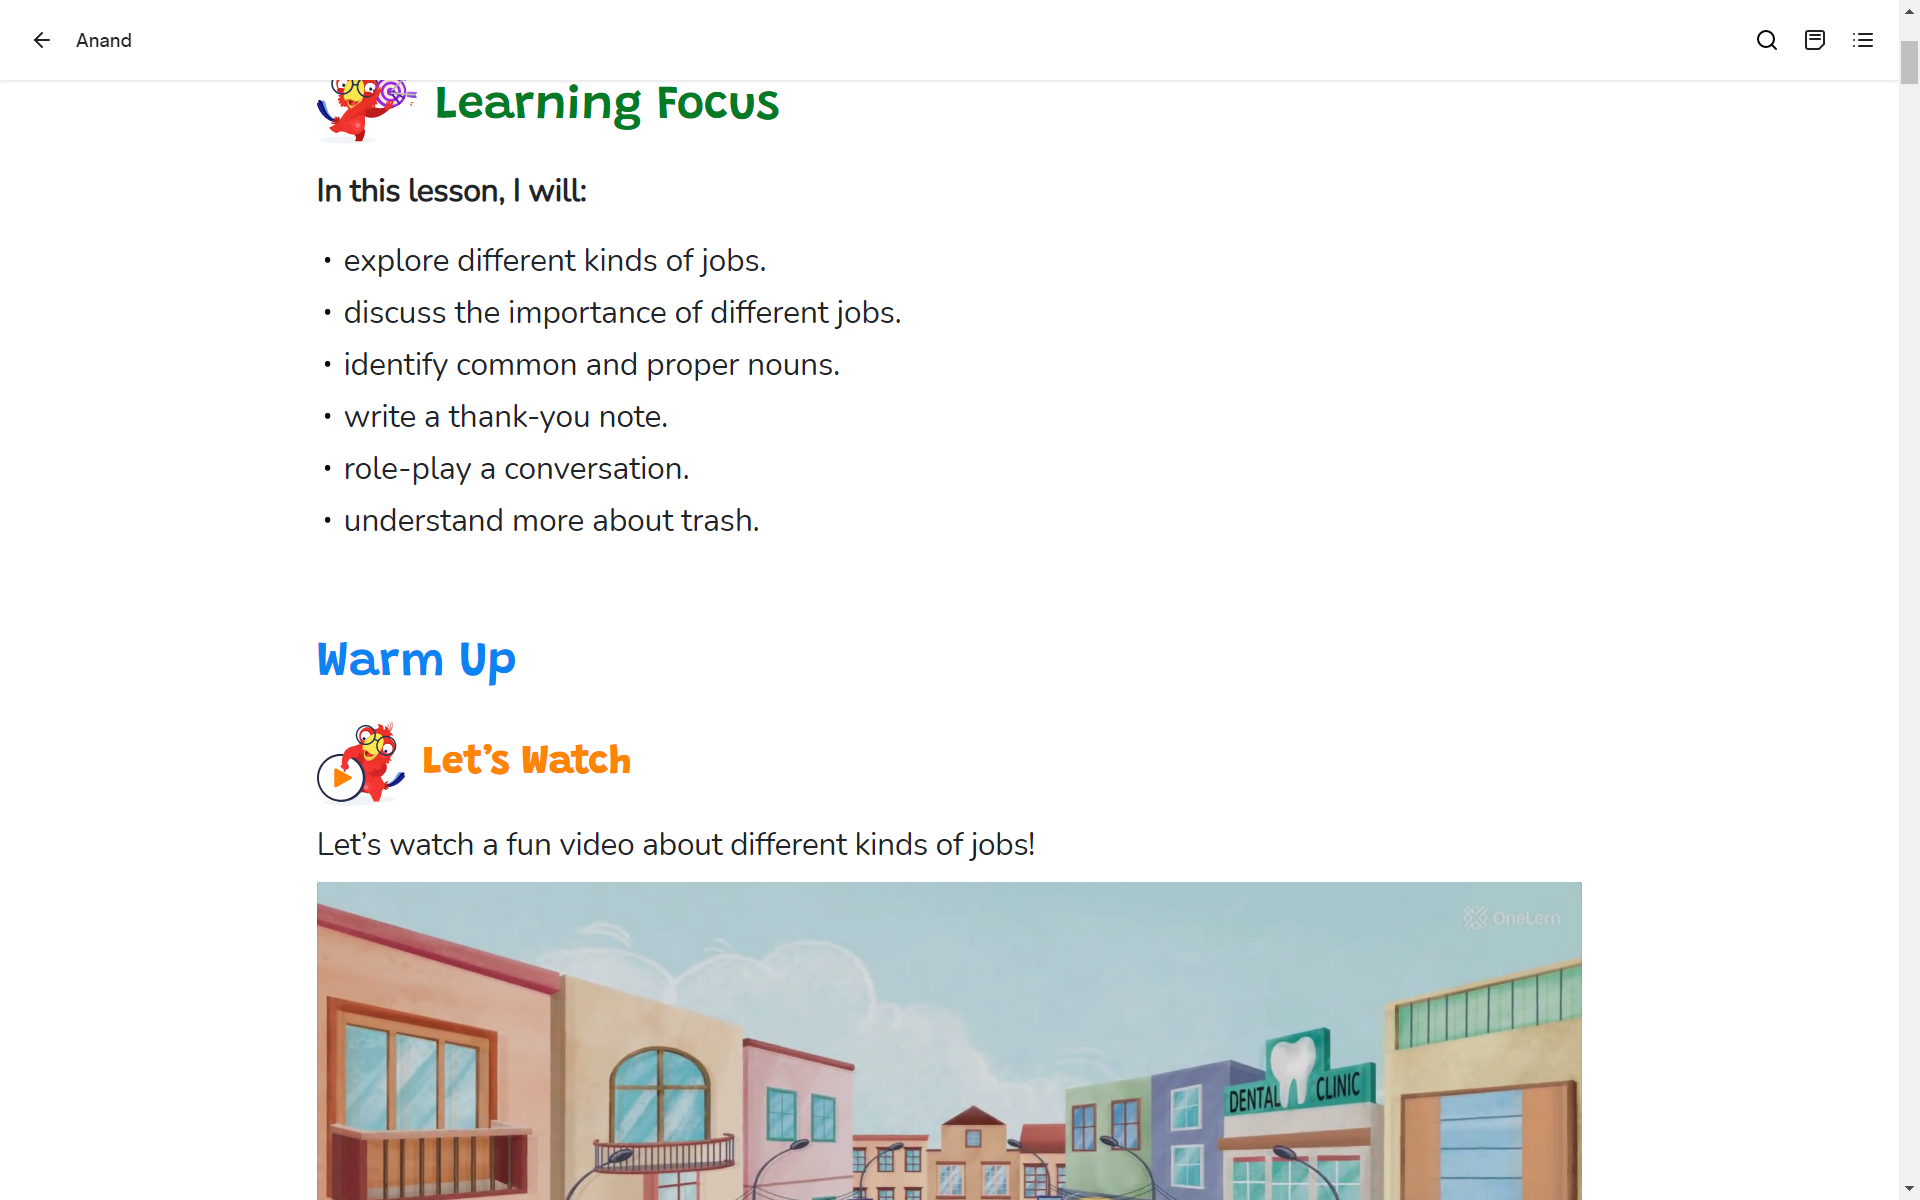 Anand
Learning Focus
In this lesson, I will:
• explore different kinds of jobs.
• discuss the importance of different jobs.
• identify common and proper nouns.
• write a thank-you note.
• role-play a conversation.
• understand more about trash.
Warm Up
Let’s Watch
Let’s watch a fun video about different kinds of jobs!
OneLern
DENTAL CLINIC